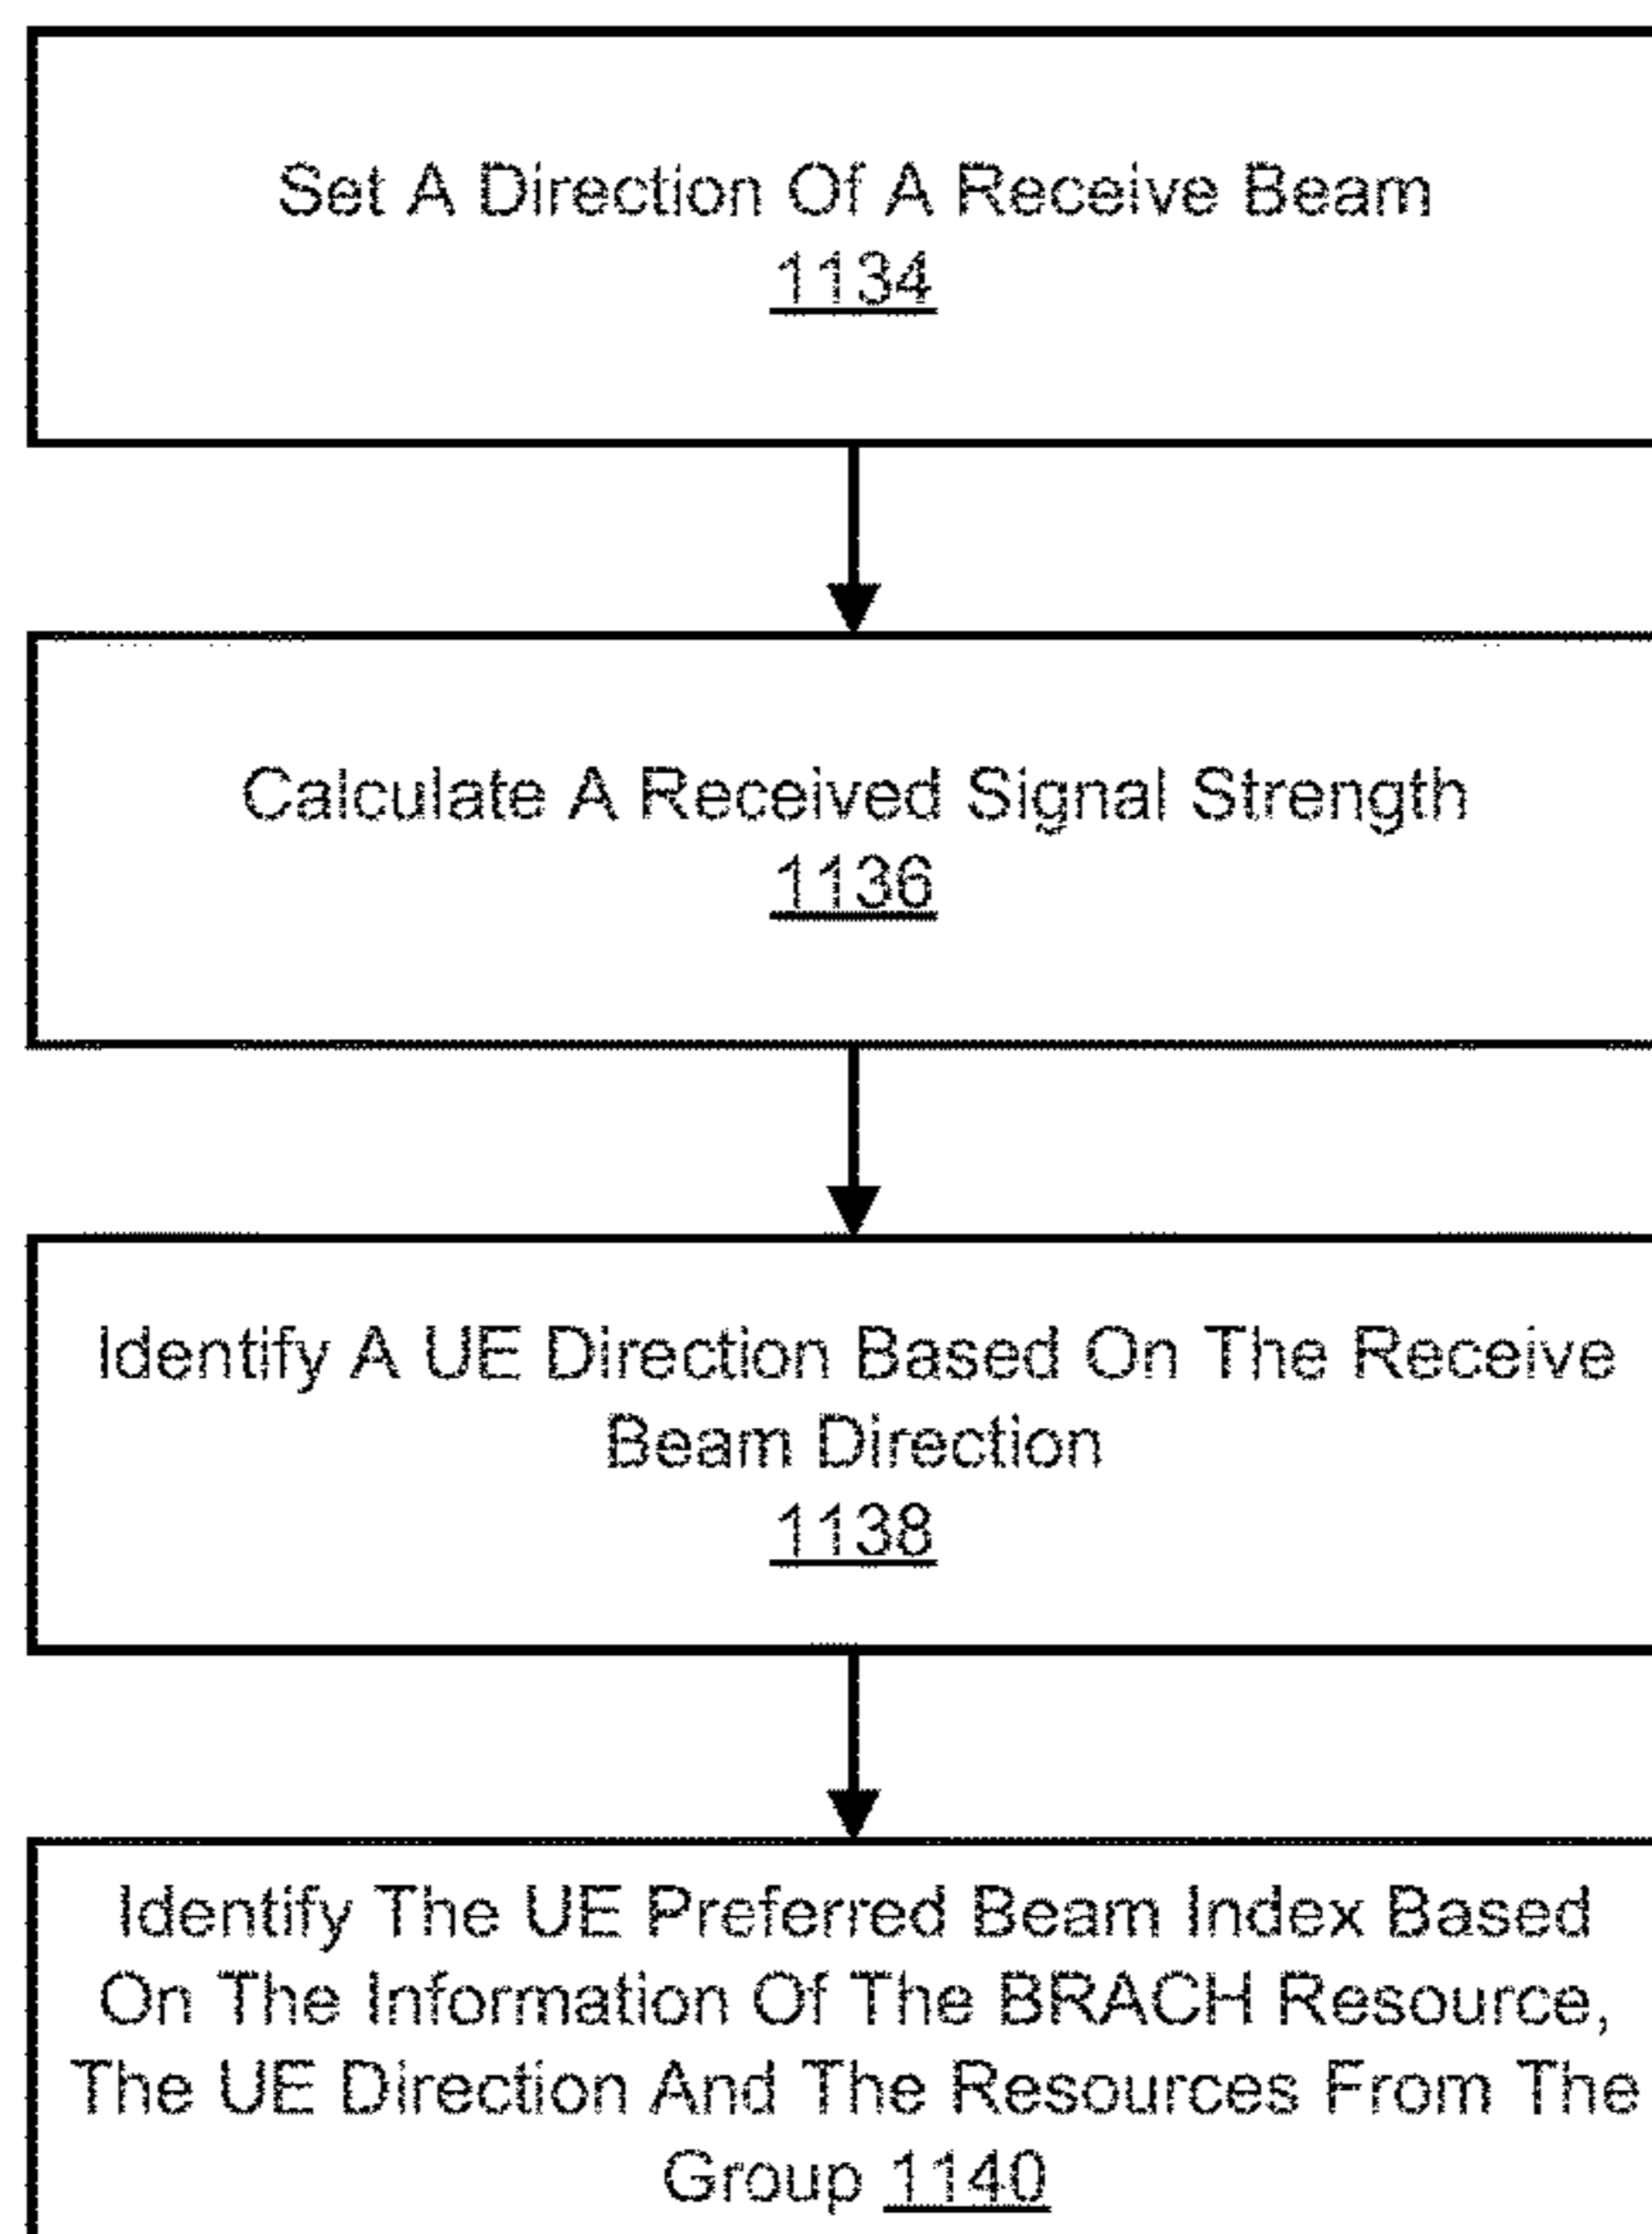 Set A Direction Of A Receive Beam
1134
Calculate A Received Signal Strength
1136
Identify A UE Direction Based On The Receive
Beam Direction
1138
Identify The UE Preferred Beam Index Based
On The Information Of The BRACH Resource,
The UE Direction And The Resources From The
Group 1140